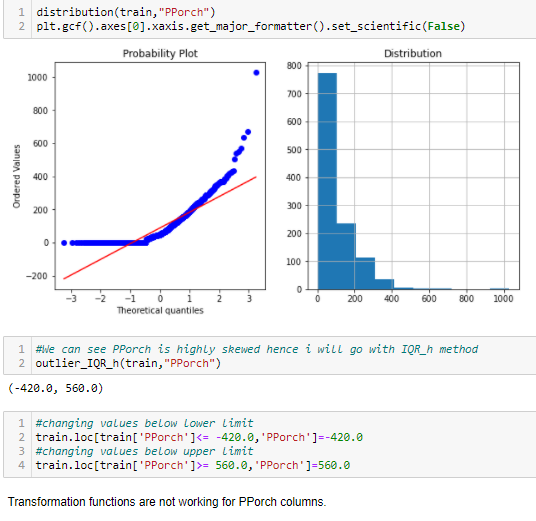 1 distribution(train,"PPorch")
2 plt.gcf().axes[0].xaxis.get_major_formatter().set_scientific(False)
Probability Plot
Distribution
1000
800
600
400
200
0
−200
Ordered Values
−3 −2 −1 0 1 2 3
Theoretical quantiles
800
700
600
500
400
300
200
100
0
0 200 400 600 800 1000
1 #We can see PPorch is highly skewed hence i will go with IQR_h method
2 outlier_IQR_h(train,"PPorch")
(-420.0, 560.0)
1 #changing values below lower limit
2 train.loc[train['PPorch']<= -420.0,'PPorch']=-420.0
3 #changing values below upper limit
4 train.loc[train['PPorch']>= 560.0,'PPorch']=560.0
Transformation functions are not working for PPorch columns.